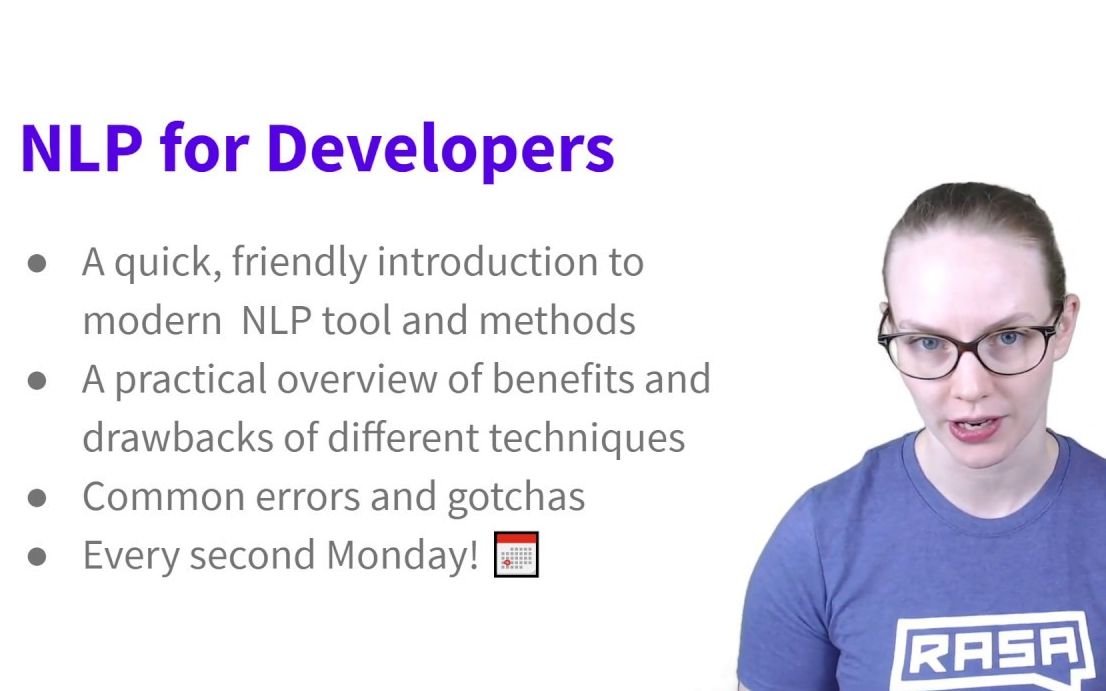 NLP for Developers
● A quick, friendly introduction to
modern  NLP tool and methods
● A practical overview of benefits and
drawbacks of different techniques
● Common errors and gotchas
● Every second Monday!
RASA